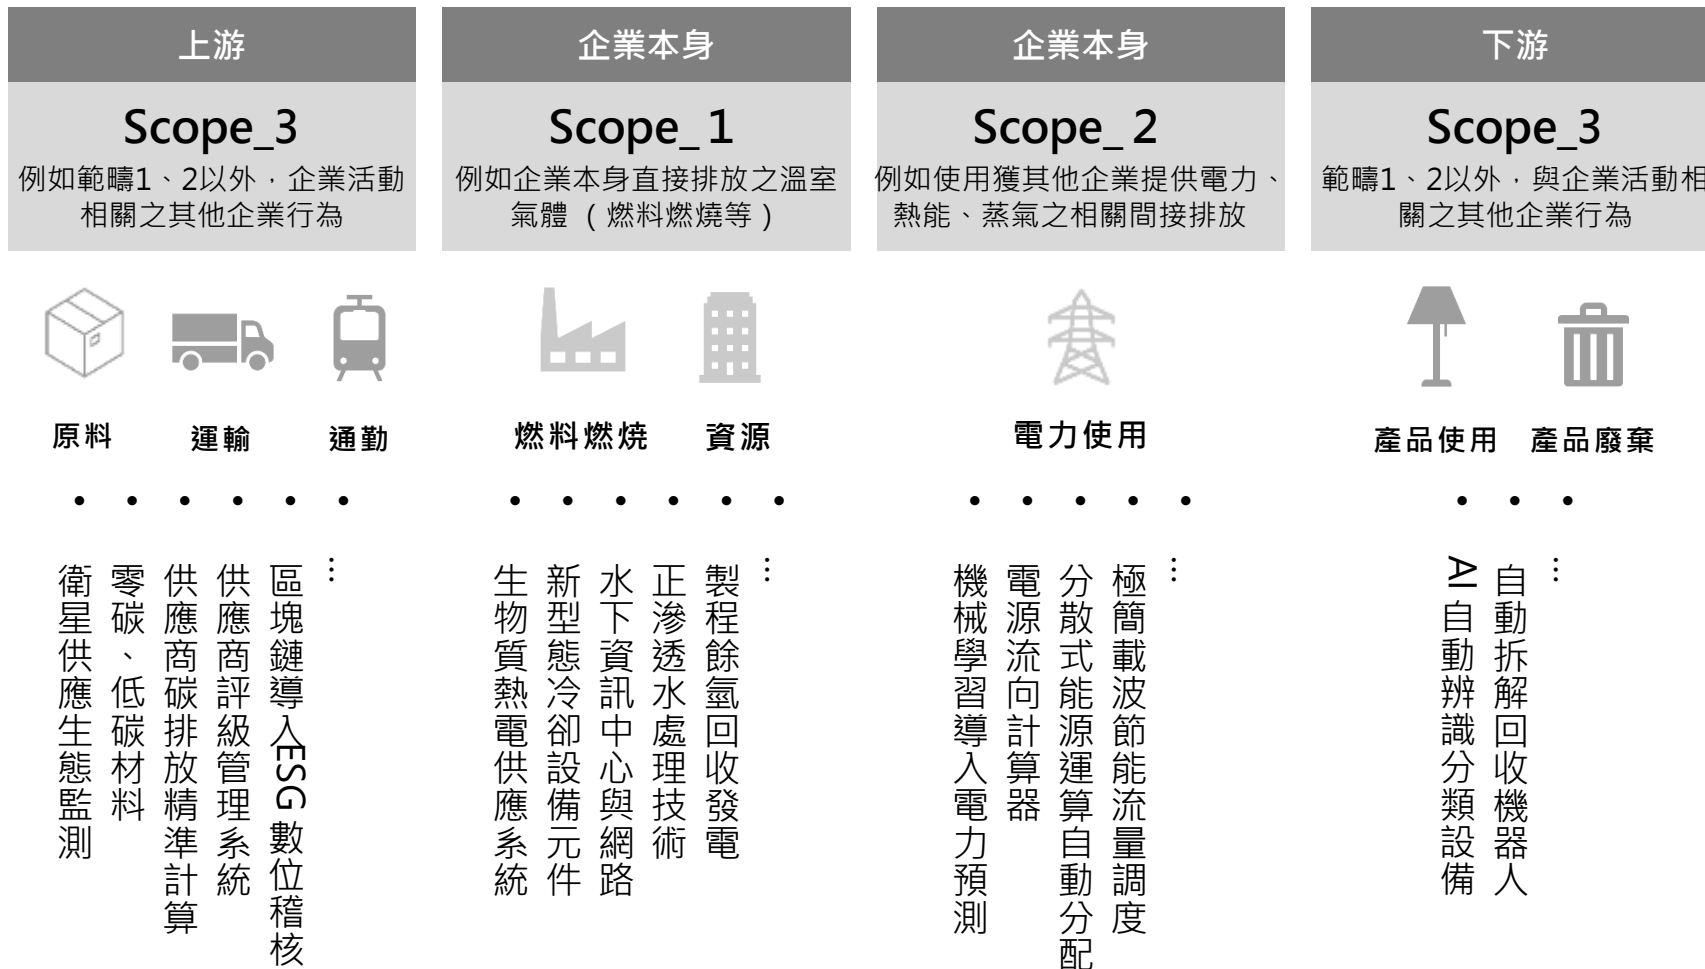 上游
Scope_3
例如範疇1、2以外，企業活動
相關之其他企業行為
原料
運輸
通勤
• 衛星供應生態監測
• 零碳、低碳材料
• 供應商碳排放精準計算
• 供應商評級管理系統
• 區塊鏈導入ESG 數位稽核
• …
企業本身
Scope_1
例如企業本身直接排放之溫室
氣體 （燃料燃燒等）
燃料燃燒
資源
• 生物質熱電供應系統
• 新型態冷卻設備元件
• 水下資訊中心與網路
• 正滲透水處理技術
• 製程餘氫回收發電
• …
企業本身
Scope_ 2
例如使用獲其他企業提供電力、
熱能、蒸氣之相關間接排放
電力使用
• 機械學習導入電力預測
• 電源流向計算器
• 分散式能源運算自動分配
• 極簡載波節能流量調度
• …
下游
Scope_3
範疇1、2以外，與企業活動相
關之其他企業行為
產品使用
產品廢棄
• AI 自動辨識分類設備
• 自動拆解回收機器人
• …